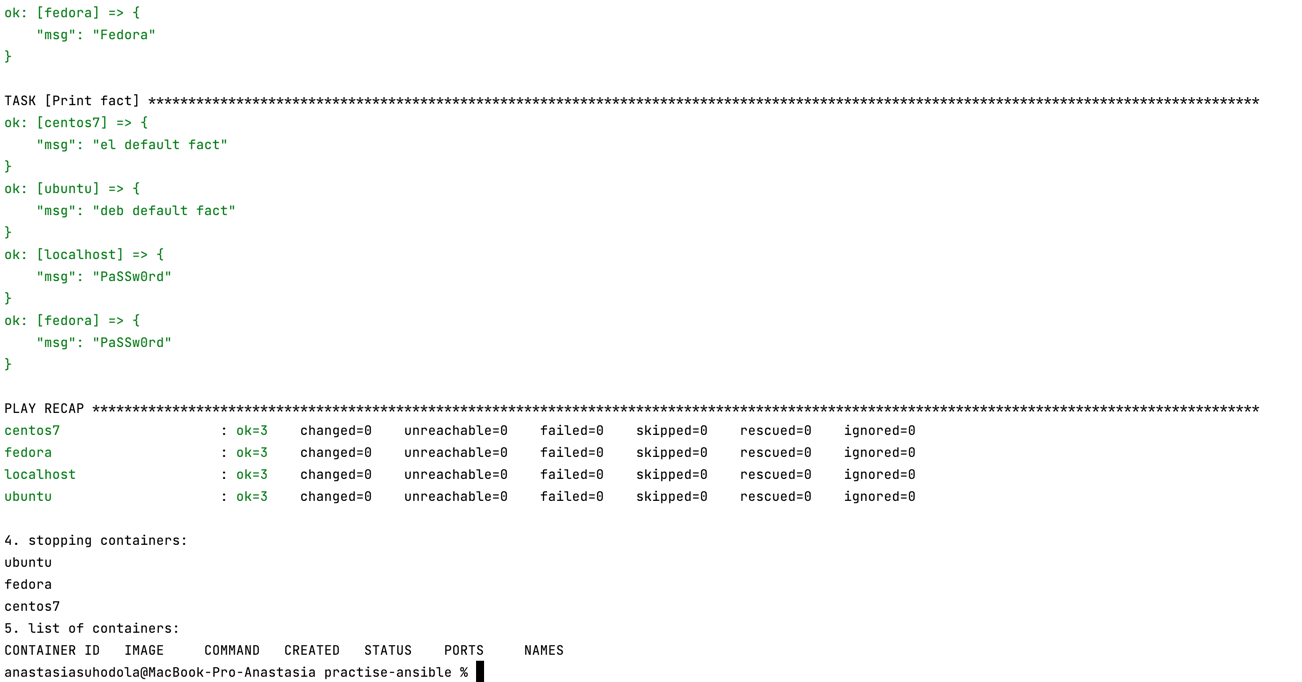 ok: [fedora] => {
    "msg": "Fedora"
}
TASK [Print fact] *******************************************************************************************************************************************
ok: [centos7] => {
    "msg": "el default fact"
}
ok: [ubuntu] => {
    "msg": "deb default fact"
}
ok: [localhost] => {
    "msg": "PaSSw0rd"
}
ok: [fedora] => {
    "msg": "PaSSw0rd"
}
PLAY RECAP **************************************************************************************************************************************************
centos7                    : ok=3    changed=0    unreachable=0    failed=0    skipped=0    rescued=0    ignored=0
fedora                     : ok=3    changed=0    unreachable=0    failed=0    skipped=0    rescued=0    ignored=0
localhost                  : ok=3    changed=0    unreachable=0    failed=0    skipped=0    rescued=0    ignored=0
ubuntu                     : ok=3    changed=0    unreachable=0    failed=0    skipped=0    rescued=0    ignored=0
4. stopping containers:
ubuntu
fedora
centos7
5. list of containers:
CONTAINER ID   IMAGE     COMMAND   CREATED   STATUS    PORTS     NAMES
anastasiasuhodola@MacBook-Pro-Anastasia practise-ansible %